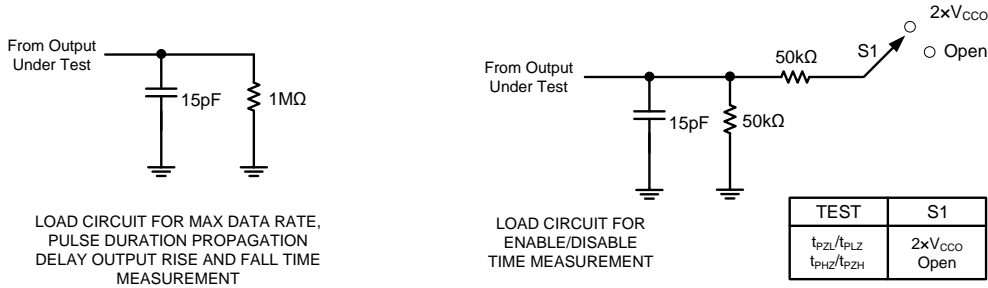 From Output
Under Test
15pF
1MΩ
LOAD CIRCUIT FOR MAX DATA RATE,
PULSE DURATION PROPAGATION
DELAY OUTPUT RISE AND FALL TIME
MEASUREMENT
2×VCCO
S1
Open
50kΩ
From Output
Under Test
15pF
50kΩ
LOAD CIRCUIT FOR
ENABLE/DISABLE
TIME MEASUREMENT
TEST S1
tPZL/tPLZ 2×VCCO
tPHZ/tPZH Open